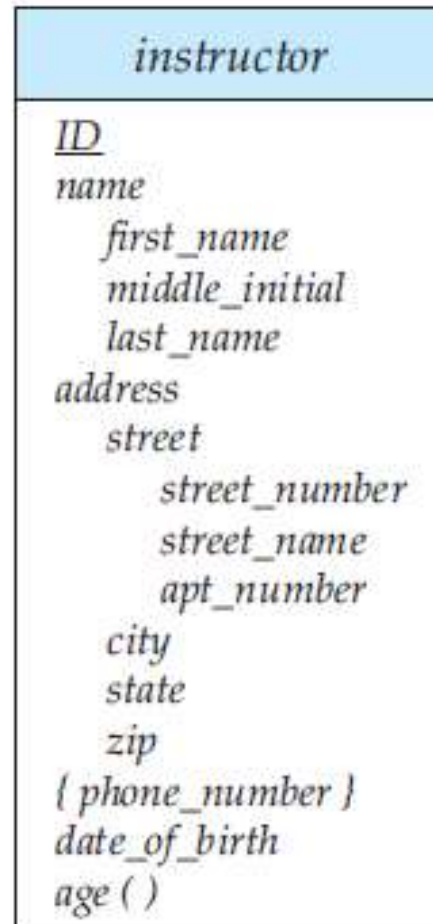 instructor
ID
name
first_name
middle_initial
last_name
address
street
street_number
street_name
apt_number
city
state
zip
{ phone_number }
date_of_birth
age ( )